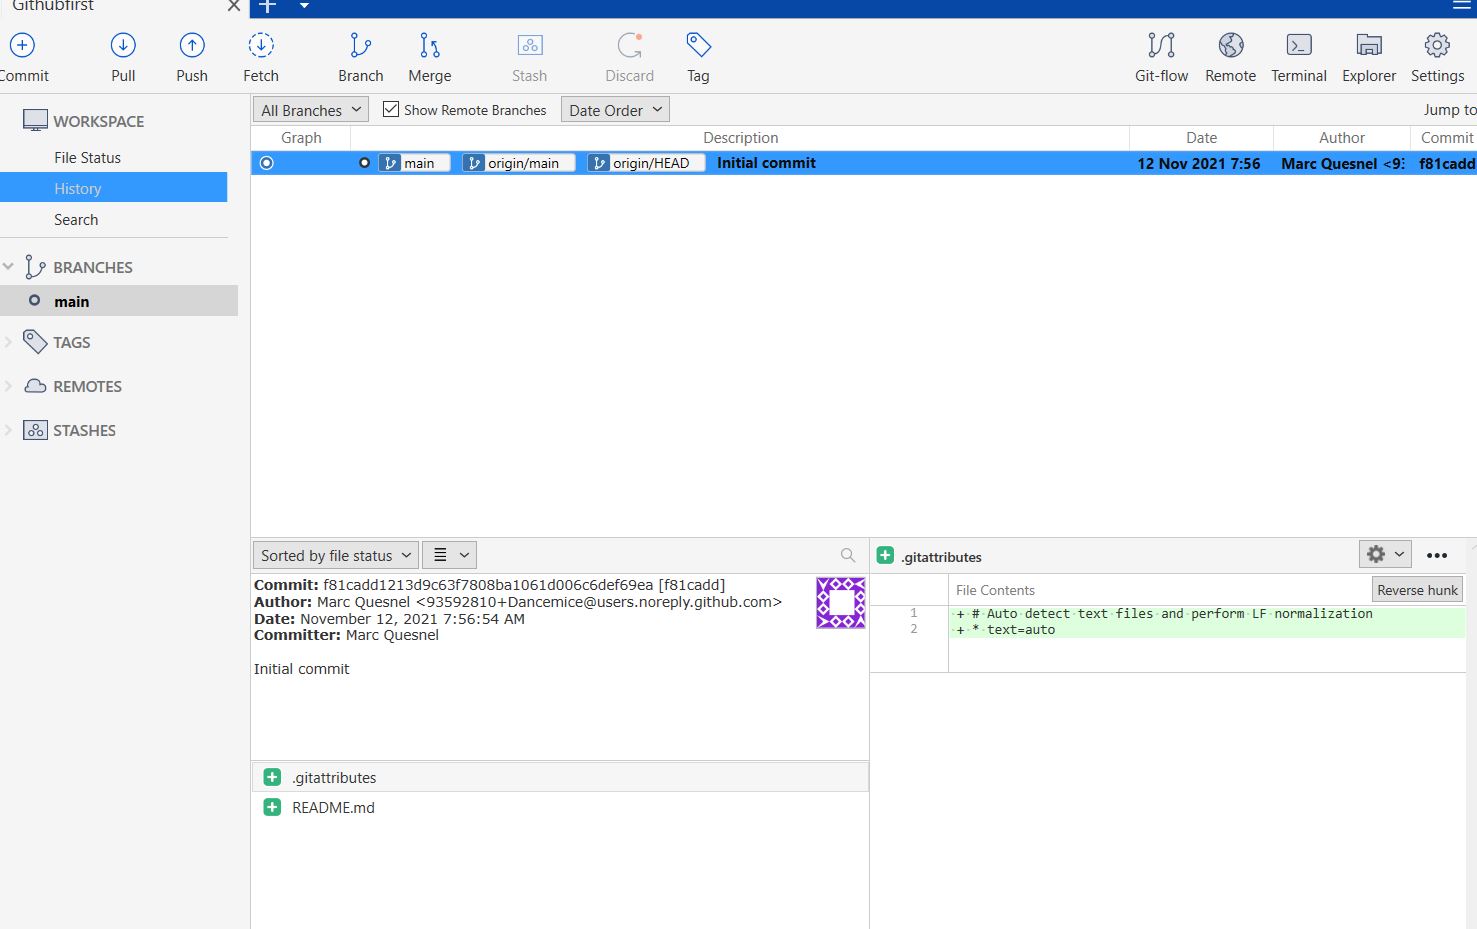 Githubfirst
Commit Pull Push Fetch Branch Merge Stash Discard Tag Git-flow Remote Terminal Explorer Settings
WORKSPACE
File Status
History
Search
BRANCHES
main
TAGS
REMOTES
STASHES
All Branches Show Remote Branches Date Order Jump to
Graph Description Date Author Commit
main origin/main origin/HEAD Initial commit 12 Nov 2021 7:56 Marc Quesnel <93 f81cadd
Sorted by file status
Commit: f81cadd1213d9c63f7808ba1061d006c6def69ea [f81cadd]
Author: Marc Quesnel <93592810+Dancemice@users.noreply.github.com>
Date: November 12, 2021 7:56:54 AM
Committer: Marc Quesnel
Initial commit
.gitattributes
README.md
.gitattributes
File Contents Reverse hunk
1 + # Auto detect text files and perform LF normalization
2 + * text=auto